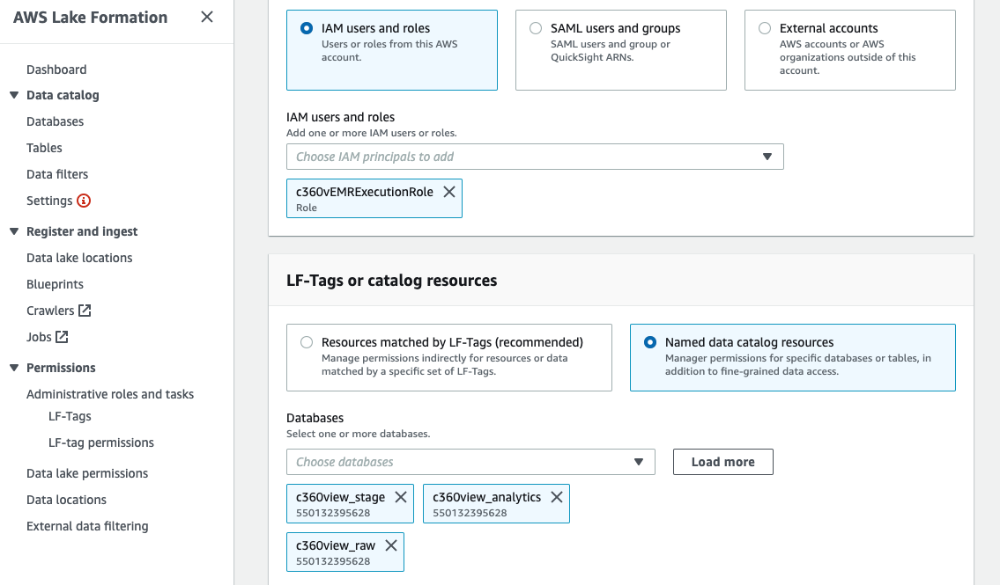 AWS Lake Formation
Dashboard
Data catalog
Databases
Tables
Data filters
Settings
Register and ingest
Data lake locations
Blueprints
Crawlers
Jobs
Permissions
Administrative roles and tasks
LF-Tags
LF-tag permissions
Data lake permissions
Data locations
External data filtering
IAM users and roles
Users or roles from this AWS
account.
SAML users and groups
SAML users and group or
QuickSight ARNs.
External accounts
AWS accounts or AWS
organizations outside of this
account.
IAM users and roles
Add one or more IAM users or roles.
Choose IAM principals to add
c360vEMRExecutionRole
Role
LF-Tags or catalog resources
Resources matched by LF-Tags (recommended)
Manage permissions indirectly for resources or data
matched by a specific set of LF-Tags.
Named data catalog resources
Manager permissions for specific databases or tables, in
addition to fine-grained data access.
Databases
Select one or more databases.
Choose databases
Load more
c360view_stage
550132395628
c360view_analytics
550132395628
c360view_raw
550132395628